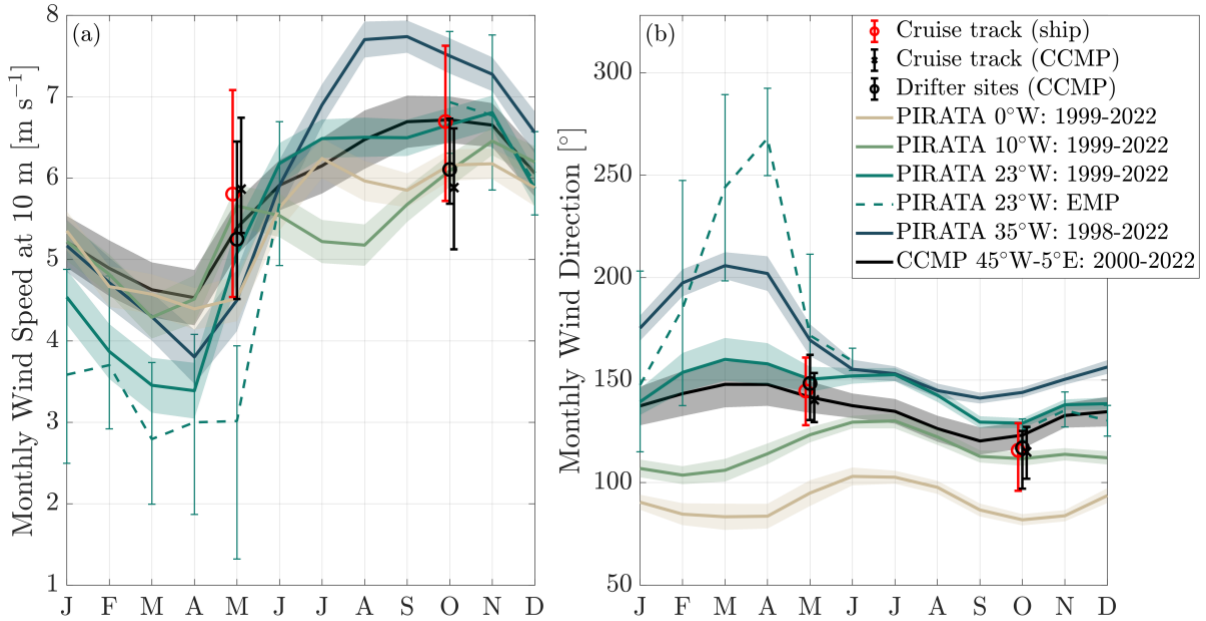 (a)
Monthly Wind Speed at 10 m [m s⁻¹]
8
7
6
5
4
3
2
1
J F M A M J J A S O N D
(b)
Monthly Wind Direction [°]
300
250
200
150
100
50
J F M A M J J A S O N D
Cruise track (ship)
Cruise track (CCMP)
Drifter sites (CCMP)
PIRATA 0°W: 1999-2022
PIRATA 10°W: 1999-2022
PIRATA 23°W: 1999-2022
PIRATA 23°W: EMP
PIRATA 35°W: 1998-2022
CCMP 45°W-5°E: 2000-2022